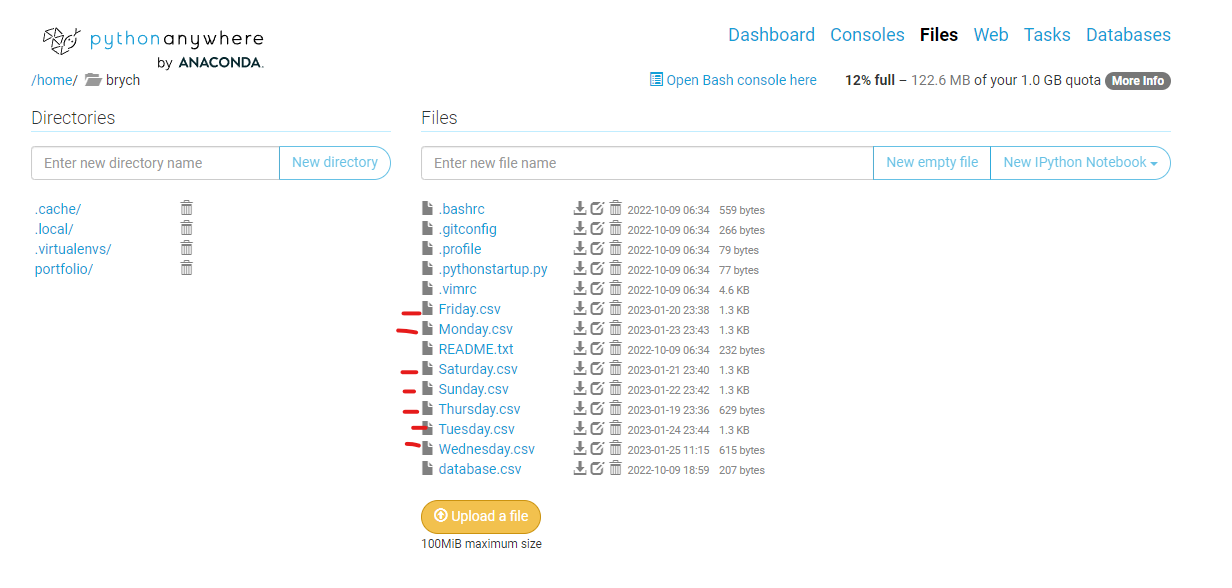 pythonanywhere
by ANACONDA.
Dashboard Consoles Files Web Tasks Databases
/home/ brych
Open Bash console here 12% full – 122.6 MB of your 1.0 GB quota More Info
Directories
Enter new directory name New directory
.cache/
.local/
.virtualenvs/
portfolio/
Files
Enter new file name New empty file New IPython Notebook
.bashrc 2022-10-09 06:34 559 bytes
.gitconfig 2022-10-09 06:34 266 bytes
.profile 2022-10-09 06:34 79 bytes
.pythonstartup.py 2022-10-09 06:34 77 bytes
.vimrc 2022-10-09 06:34 4.6 KB
Friday.csv 2023-01-20 23:38 1.3 KB
Monday.csv 2023-01-23 23:43 1.3 KB
README.txt 2022-10-09 06:34 232 bytes
Saturday.csv 2023-01-21 23:40 1.3 KB
Sunday.csv 2023-01-22 23:42 1.3 KB
Thursday.csv 2023-01-19 23:36 629 bytes
Tuesday.csv 2023-01-24 23:44 1.3 KB
Wednesday.csv 2023-01-25 11:15 615 bytes
database.csv 2022-10-09 18:59 207 bytes
Upload a file
100MiB maximum size